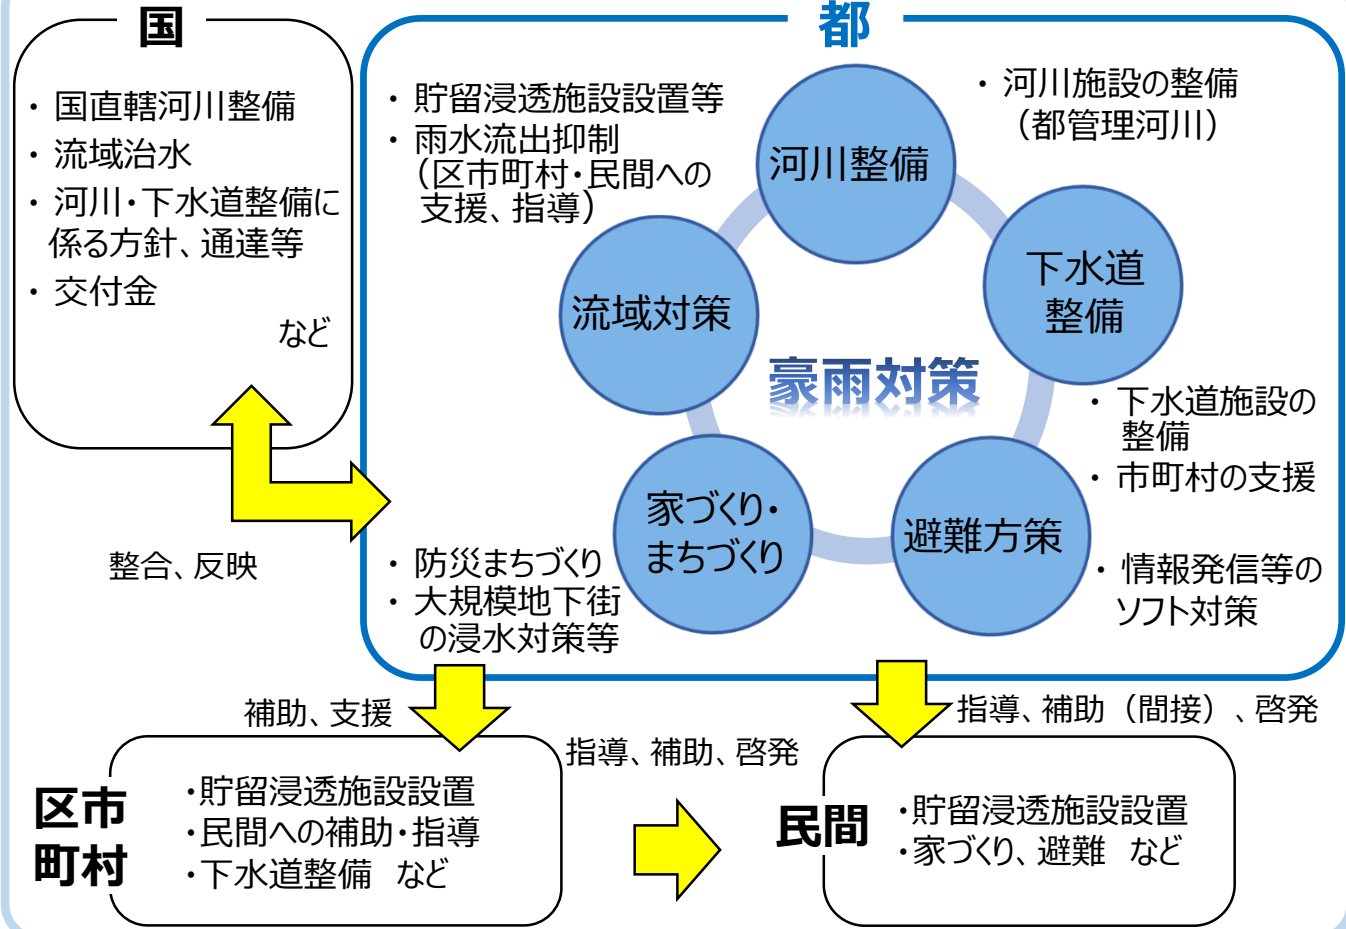 国
・ 国直轄河川整備
・ 流域治水
・ 河川・下水道整備に
係る方針、通達等
・ 交付金
など
都
・ 貯留浸透施設設置等
・ 雨水流出抑制
（区市町村・民間への
支援、指導）
河川整備
・ 河川施設の整備
（都管理河川）
流域対策
下水道
整備
豪雨対策
・ 下水道施設の
整備
・ 市町村の支援
家づくり・
まちづくり
避難方策
・ 防災まちづくり
・ 大規模地下街
の浸水対策等
・ 情報発信等の
ソフト対策
整合、反映
補助、支援
指導、補助（間接）、啓発
指導、補助、啓発
区市
町村
・貯留浸透施設設置
・民間への補助・指導
・下水道整備 など
民間
・貯留浸透施設設置
・家づくり、避難 など